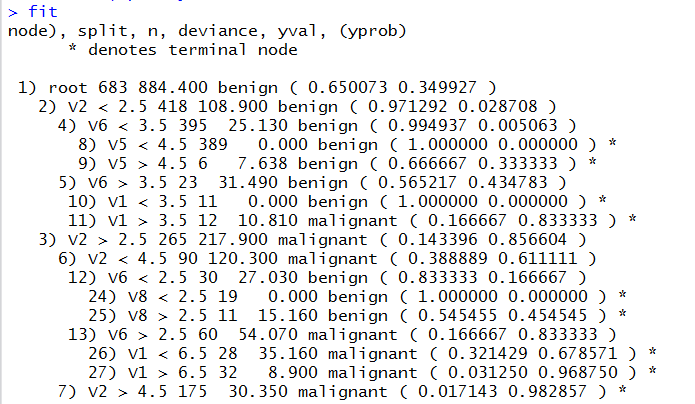 > fit
node), split, n, deviance, yval, (yprob)
      * denotes terminal node
 1) root 683 884.400 benign ( 0.650073 0.349927 )
   2) V2 < 2.5 418 108.900 benign ( 0.971292 0.028708 )
     4) V6 < 3.5 395  25.130 benign ( 0.994937 0.005063 )
       8) V5 < 4.5 389   0.000 benign ( 1.000000 0.000000 ) *
       9) V5 > 4.5 6   7.638 benign ( 0.666667 0.333333 ) *
     5) V6 > 3.5 23  31.490 benign ( 0.565217 0.434783 )
      10) V1 < 3.5 11   0.000 benign ( 1.000000 0.000000 ) *
      11) V1 > 3.5 12  10.810 malignant ( 0.166667 0.833333 ) *
   3) V2 > 2.5 265 217.900 malignant ( 0.143396 0.856604 )
     6) V2 < 4.5 90 120.300 malignant ( 0.388889 0.611111 )
      12) V6 < 2.5 30  27.030 benign ( 0.833333 0.166667 )
        24) V8 < 2.5 19   0.000 benign ( 1.000000 0.000000 ) *
        25) V8 > 2.5 11  15.160 benign ( 0.545455 0.454545 ) *
      13) V6 > 2.5 60  54.070 malignant ( 0.166667 0.833333 )
        26) V1 < 6.5 28  35.160 malignant ( 0.321429 0.678571 ) *
        27) V1 > 6.5 32   8.900 malignant ( 0.031250 0.968750 ) *
     7) V2 > 4.5 175  30.350 malignant ( 0.017143 0.982857 ) *